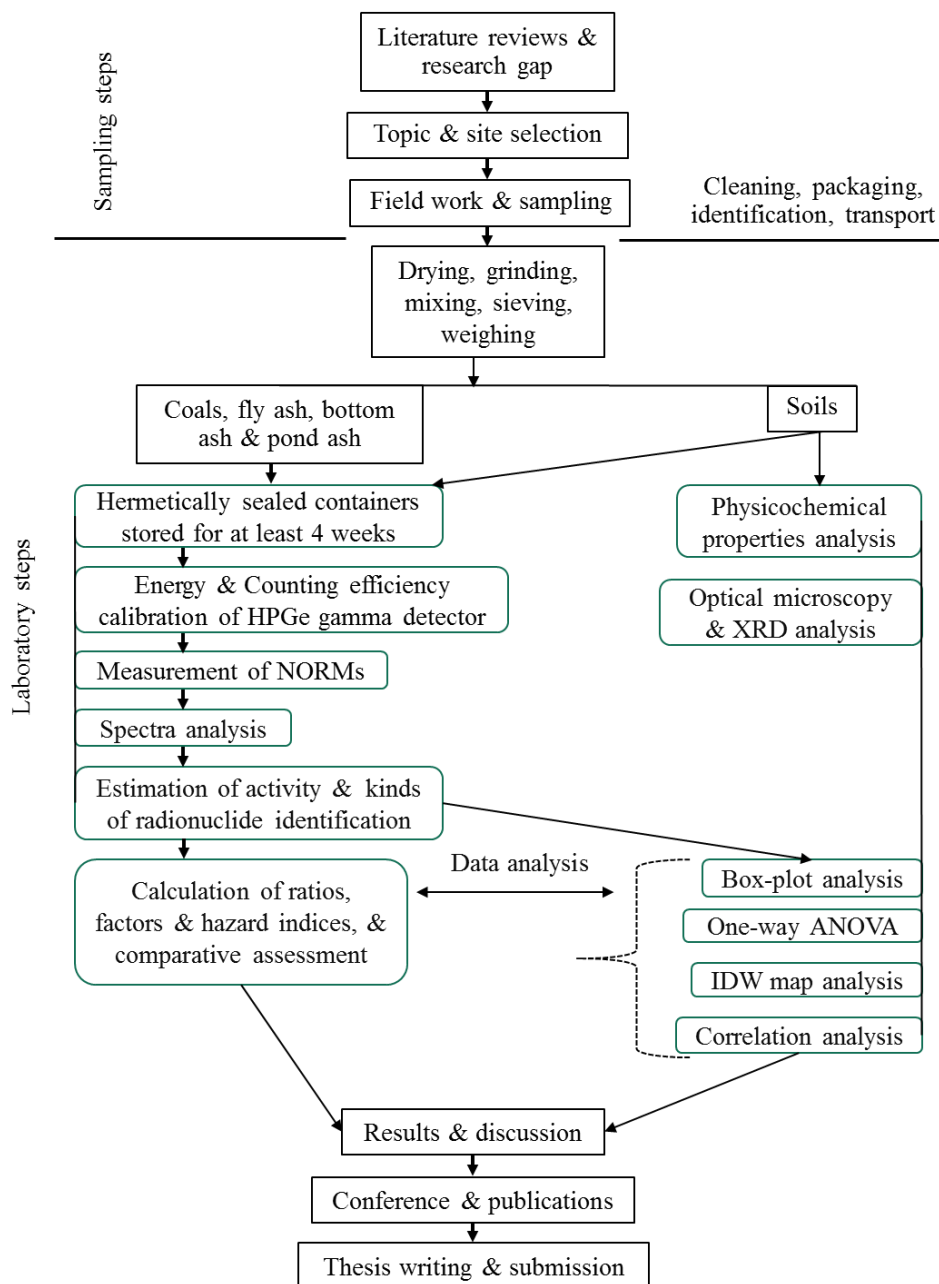 Literature reviews &
research gap
Sampling steps
Topic & site selection
Field work & sampling
Cleaning, packaging,
identification, transport
Drying, grinding,
mixing, sieving,
weighing
Coals, fly ash, bottom
ash & pond ash
Soils
Laboratory steps
Hermetically sealed containers
stored for at least 4 weeks
Physicochemical
properties analysis
Energy & Counting efficiency
calibration of HPGe gamma detector
Optical microscopy
& XRD analysis
Measurement of NORMs
Spectra analysis
Estimation of activity & kinds
of radionuclide identification
Calculation of ratios,
factors & hazard indices, &
comparative assessment
Data analysis
Box-plot analysis
One-way ANOVA
IDW map analysis
Correlation analysis
Results & discussion
Conference & publications
Thesis writing & submission